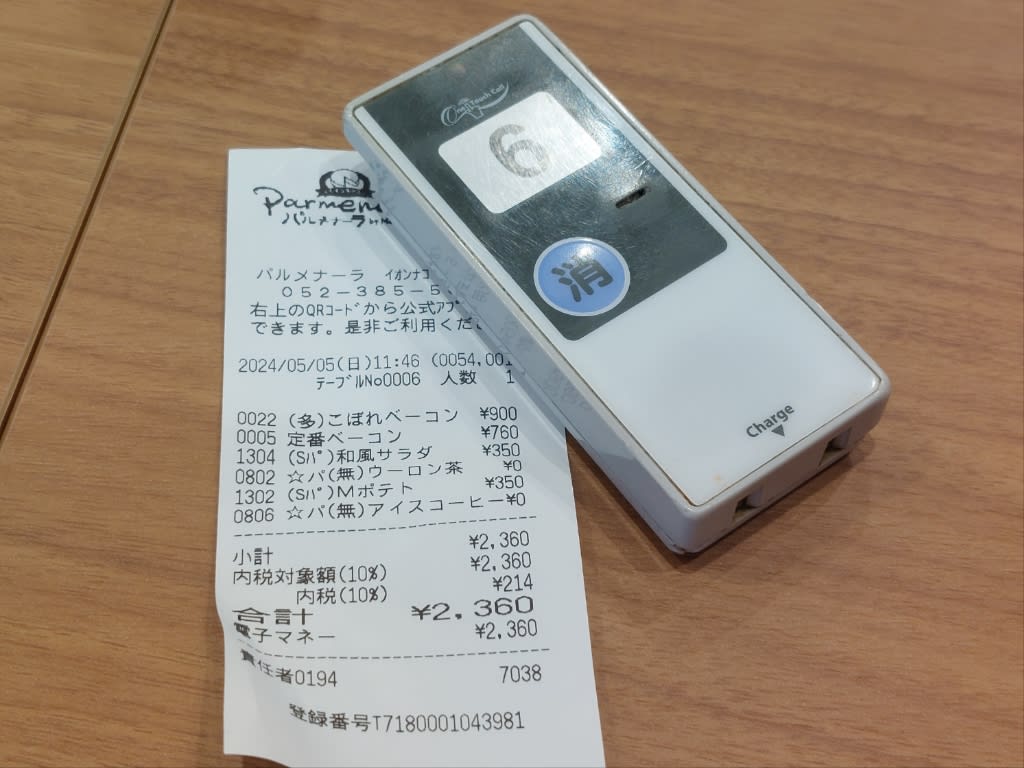 パルメナーラ
パルメナーラ イオンナゴ
052-385-5
右上のQRコードから公式アプ
できます。是非ご利用くだ
2024/05/05(日)11:46 (0054,00
テーブルNo0006 人数 1
0022 (多)こぼれベーコン ¥900
0005 定番ベーコン ¥760
1304 (Sパ)和風サラダ ¥350
0802 ☆パ(無)ウーロン茶 ¥0
1302 (Sパ)Mポテト ¥350
0806 ☆パ(無)アイスコーヒー¥0
小計 ¥2,360
内税対象額(10%) ¥2,360
内税(10%) ¥214
合計 ¥2,360
電子マネー ¥2,360
責任者0194 7038
登録番号T7180001043981
Touch Call
6
消
Charge